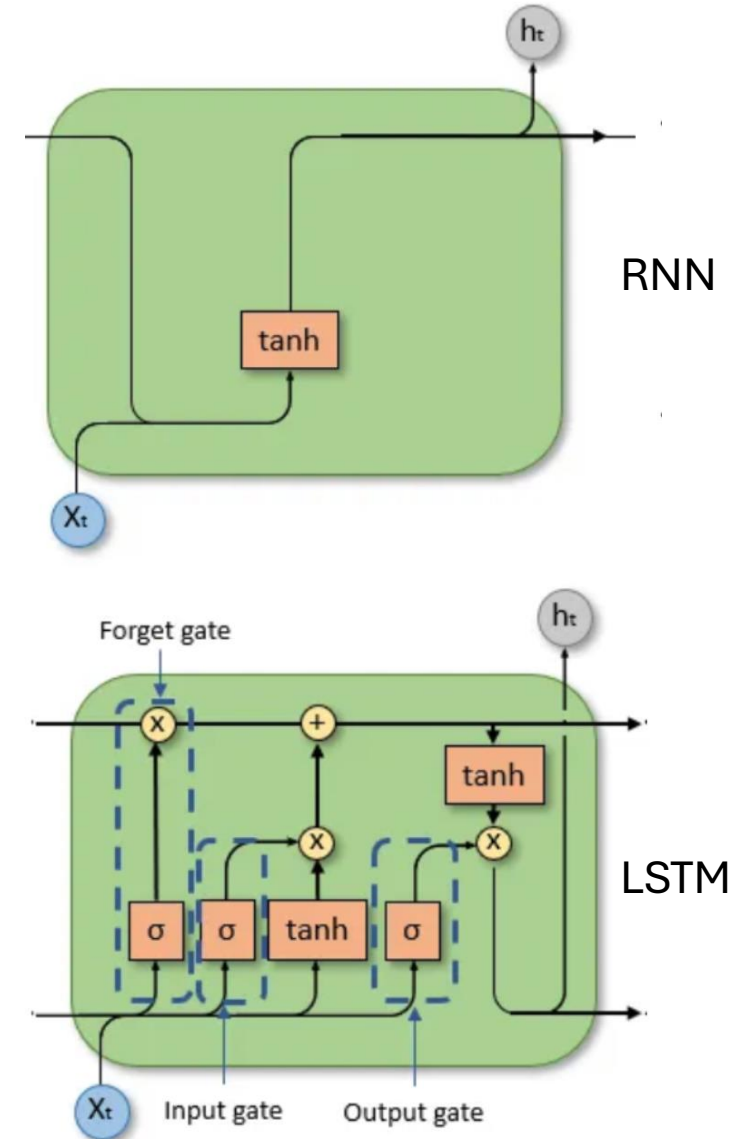 ht
RNN
tanh
Xt
Forget gate
ht
x
+
tanh
x
x
LSTM
σ
σ
tanh
σ
Xt
Input gate
Output gate